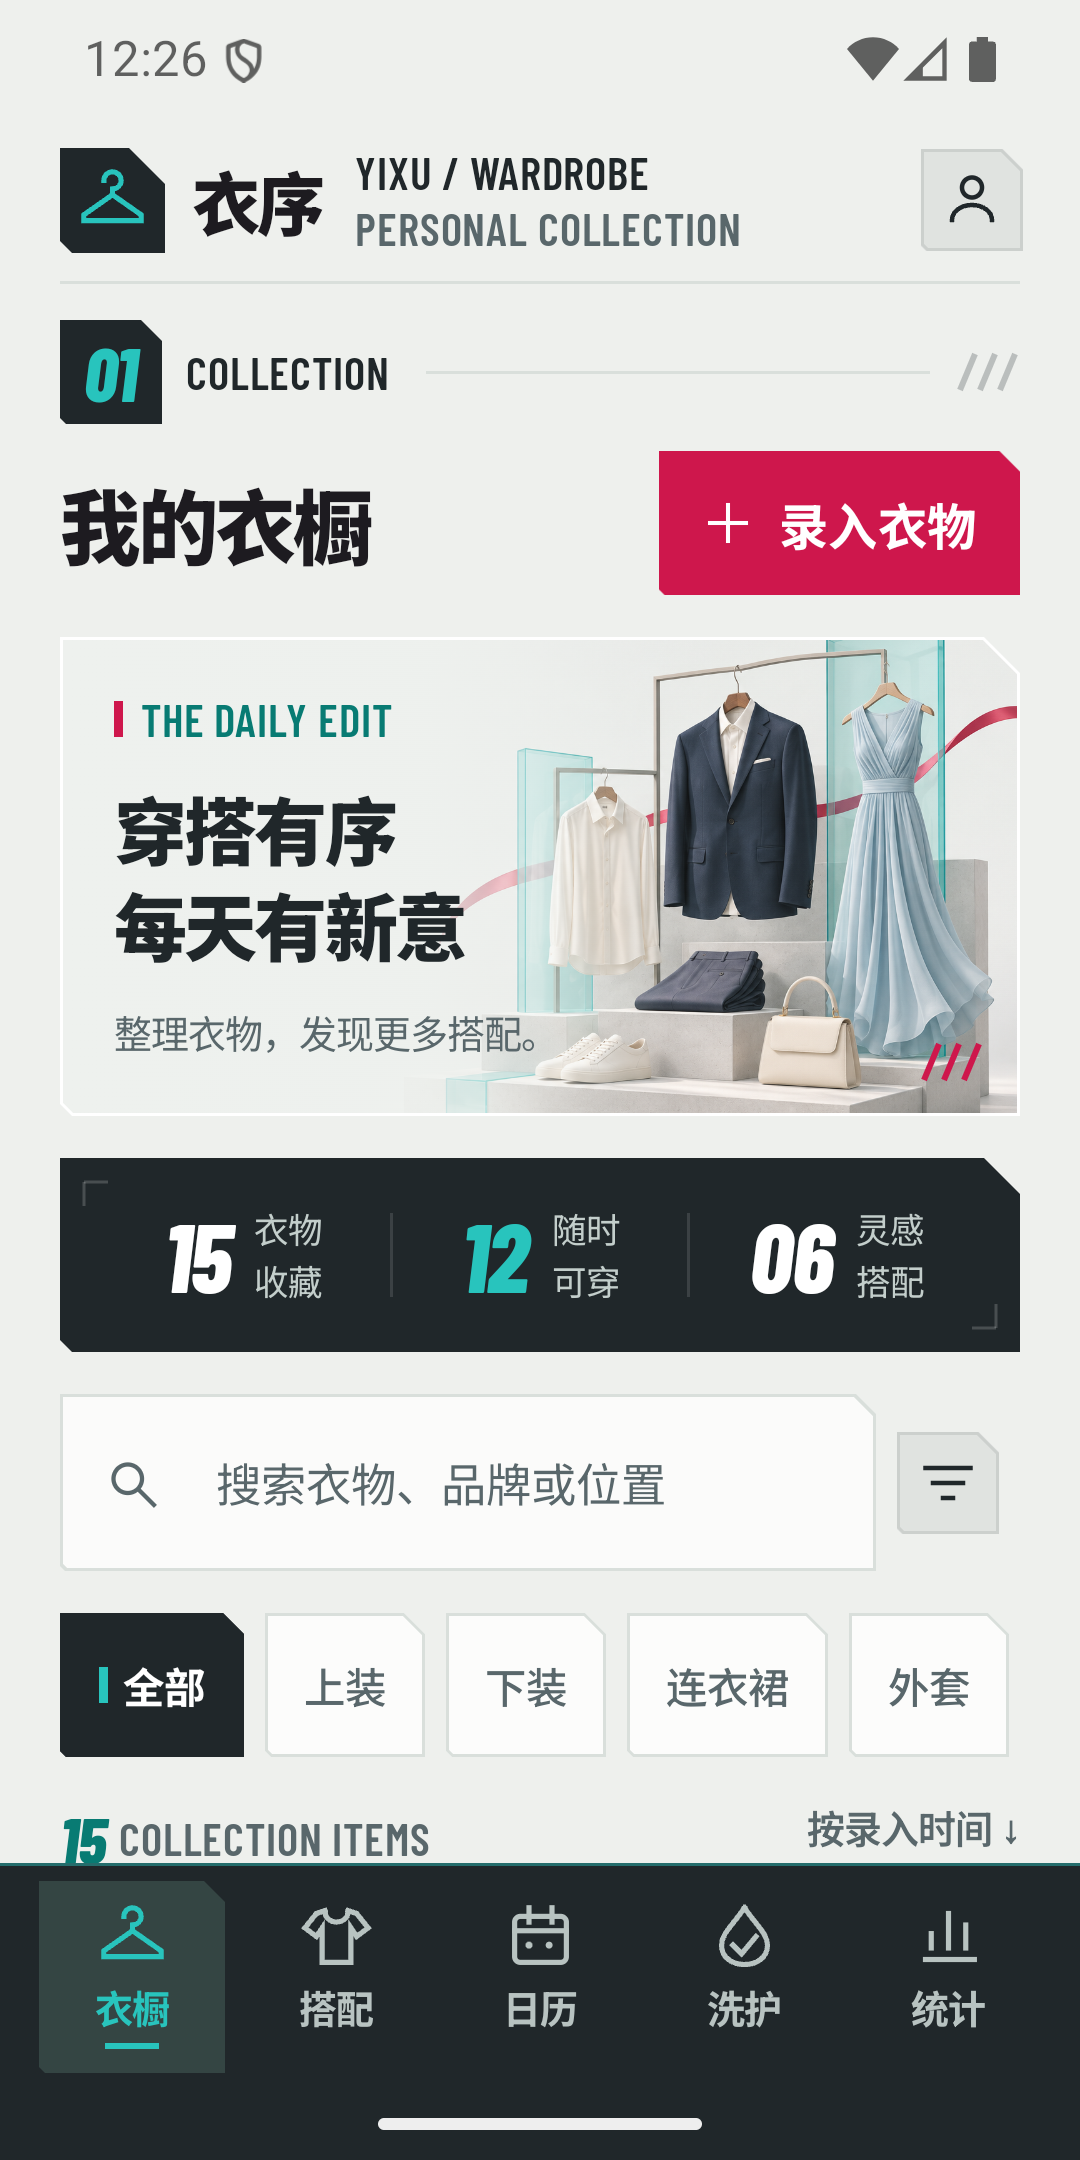 12:26
衣序
YIXU / WARDROBE
PERSONAL COLLECTION
01
COLLECTION
我的衣橱
录入衣物
THE DAILY EDIT
穿搭有序
每天有新意
整理衣物，发现更多搭配。
15 衣物
收藏
12 随时
可穿
06 灵感
搭配
搜索衣物、品牌或位置
全部 上装 下装 连衣裙 外套
15 COLLECTION ITEMS 按录入时间 ↓
衣橱 搭配 日历 洗护 统计